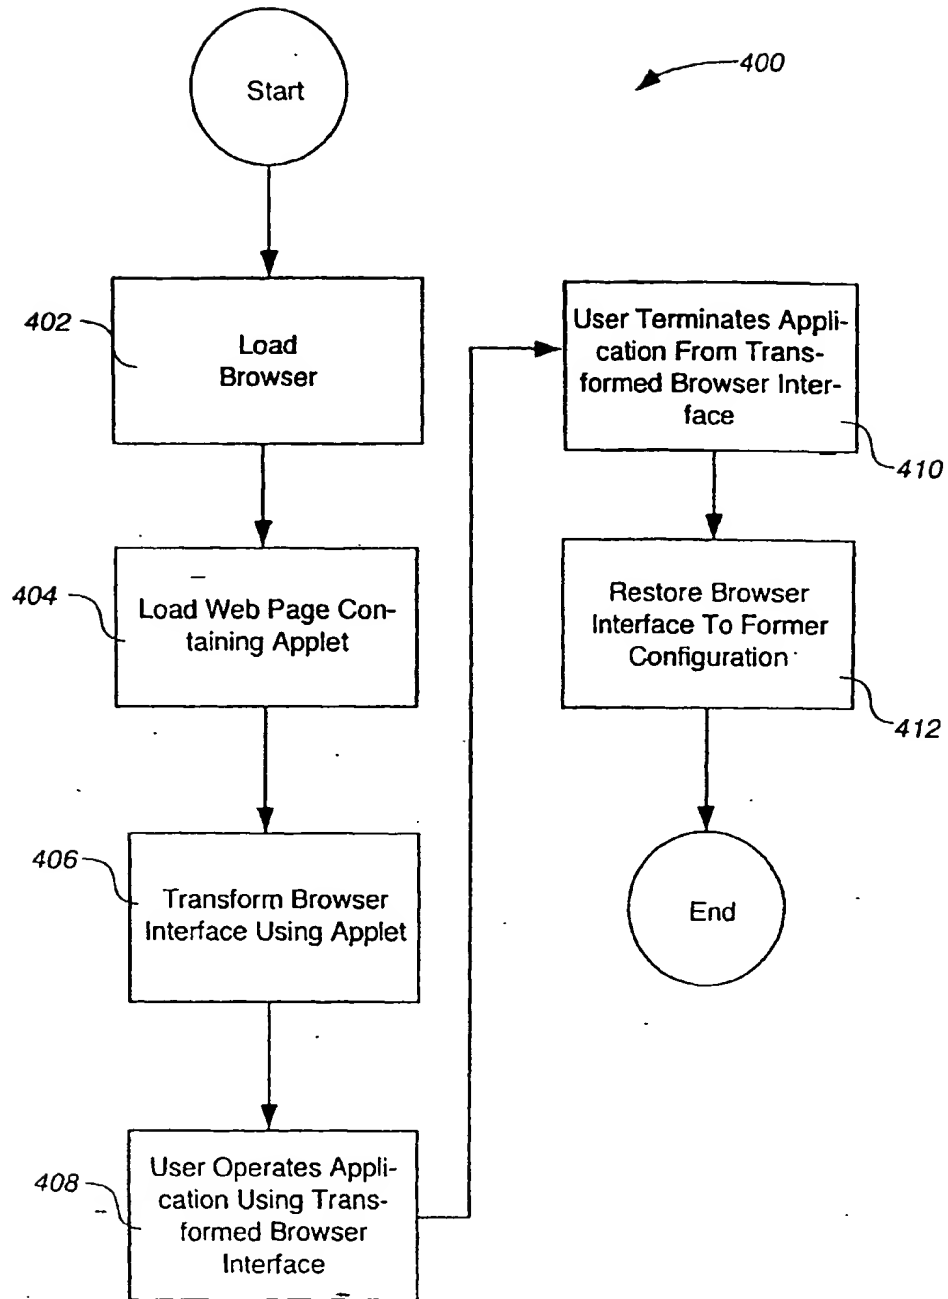 Start
400
402
Load
Browser
404
Load Web Page Con-
taining Applet
406
Transform Browser
Interface Using Applet
408
User Operates Appli-
cation Using Trans-
formed Browser
Interface
User Terminates Appli-
cation From Trans-
formed Browser Inter-
face
410
Restore Browser
Interface To Former
Configuration
412
End